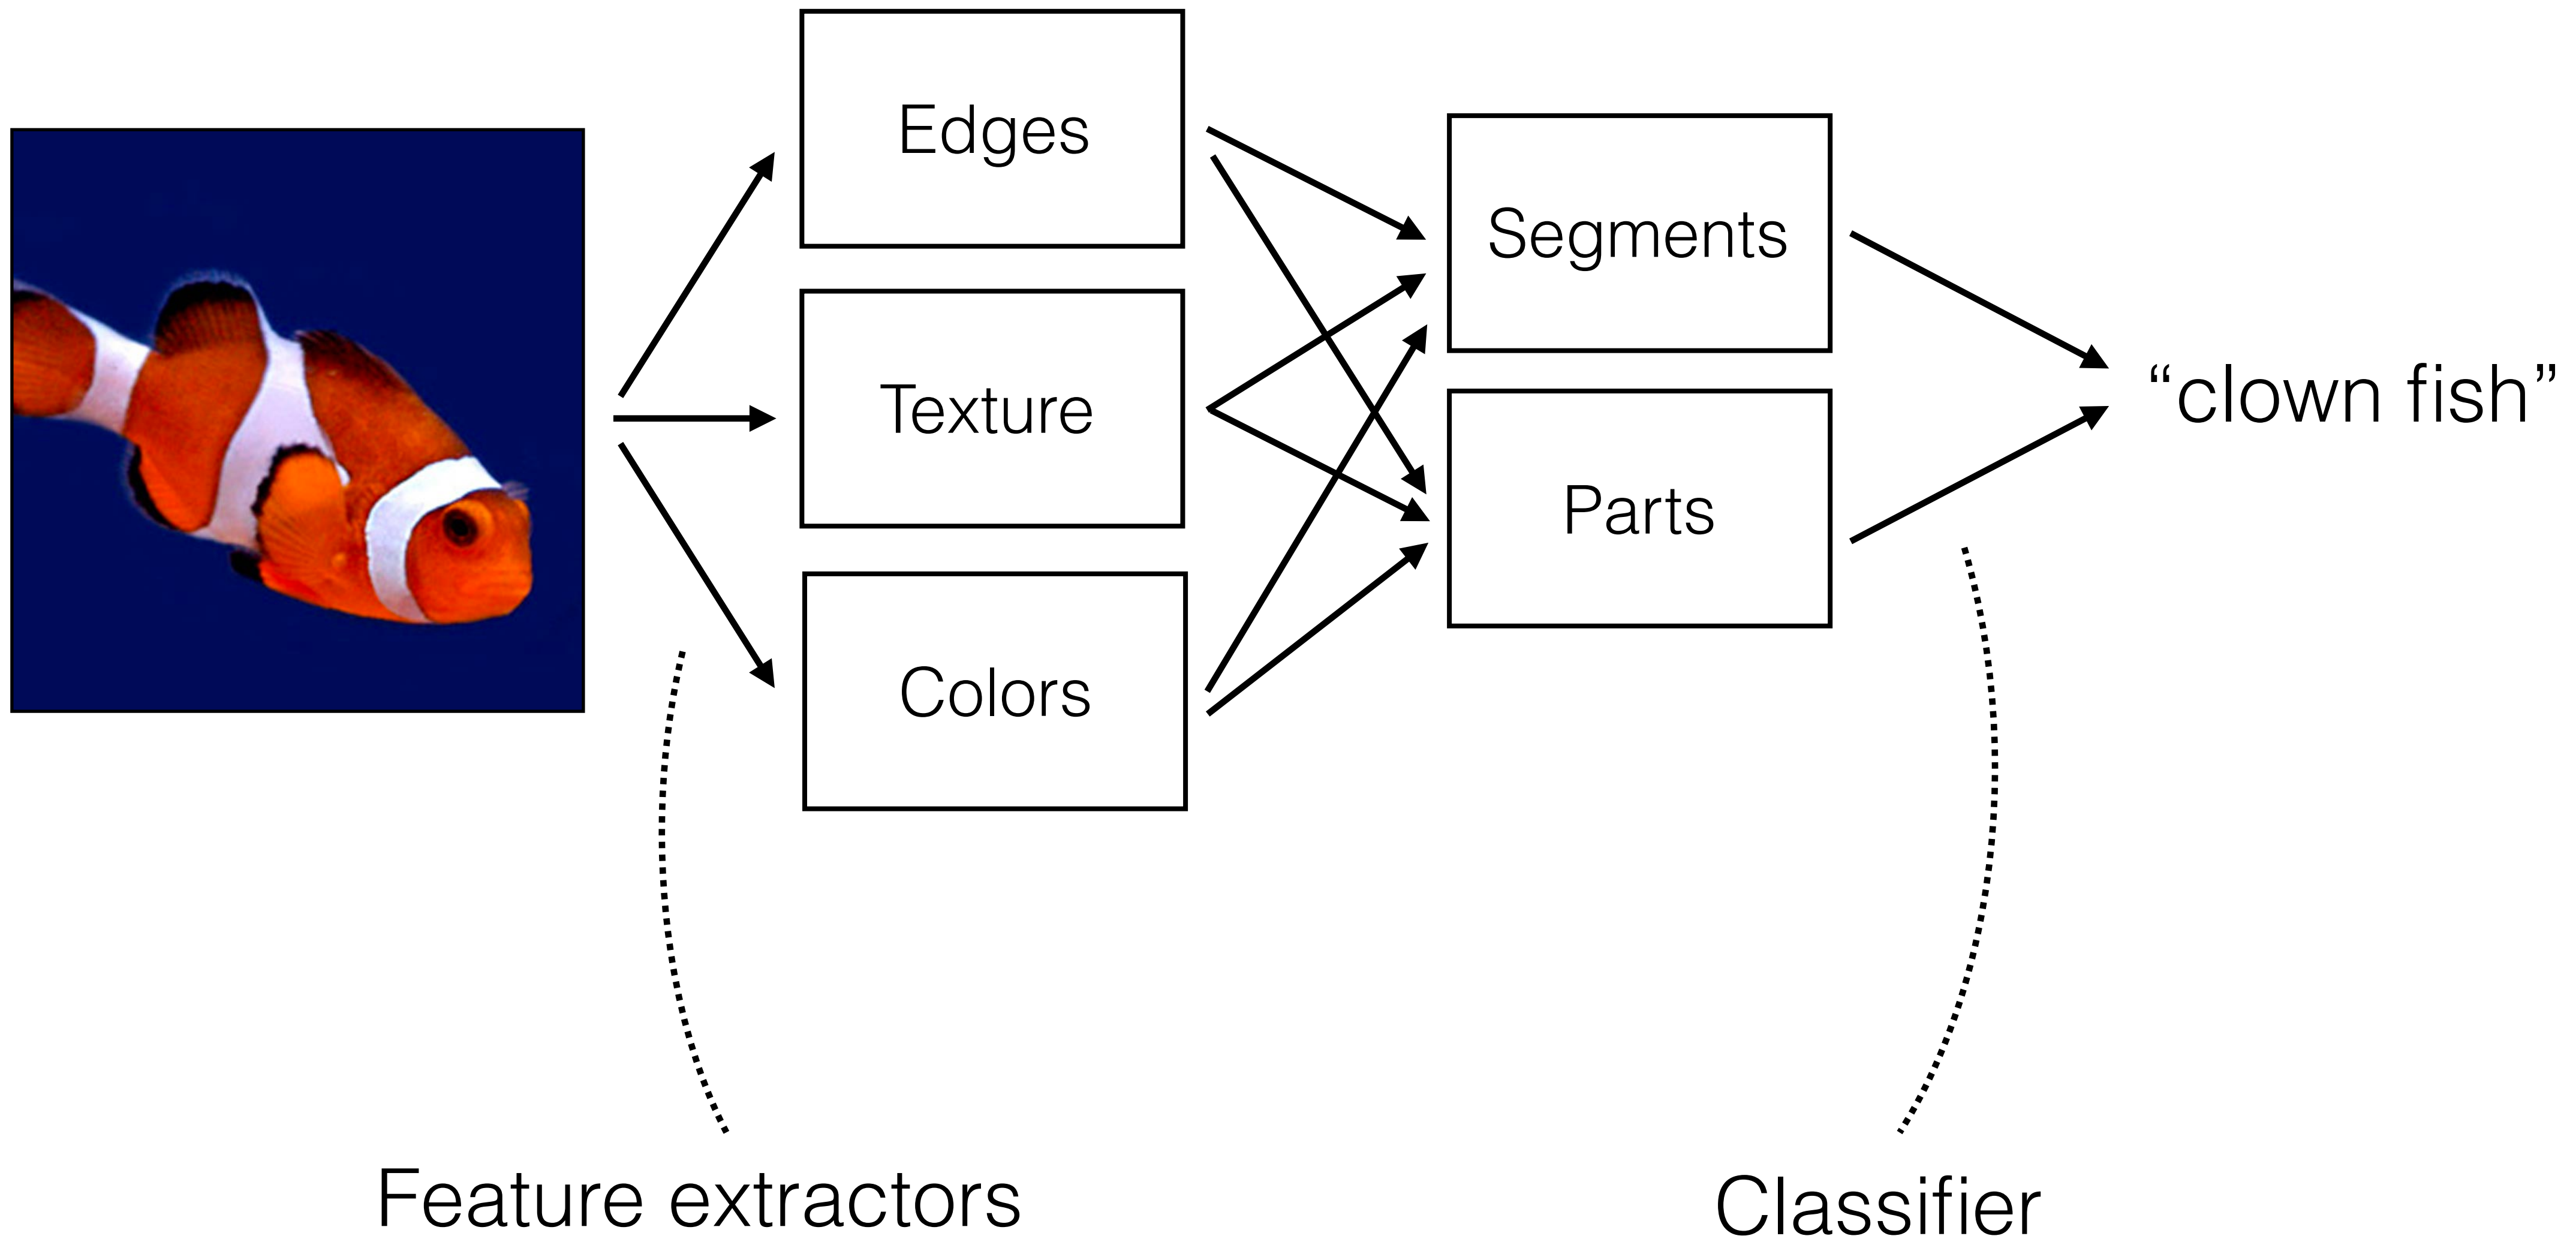 Edges
Texture
Colors
Segments
Parts
“clown fish”
Feature extractors
Classifier